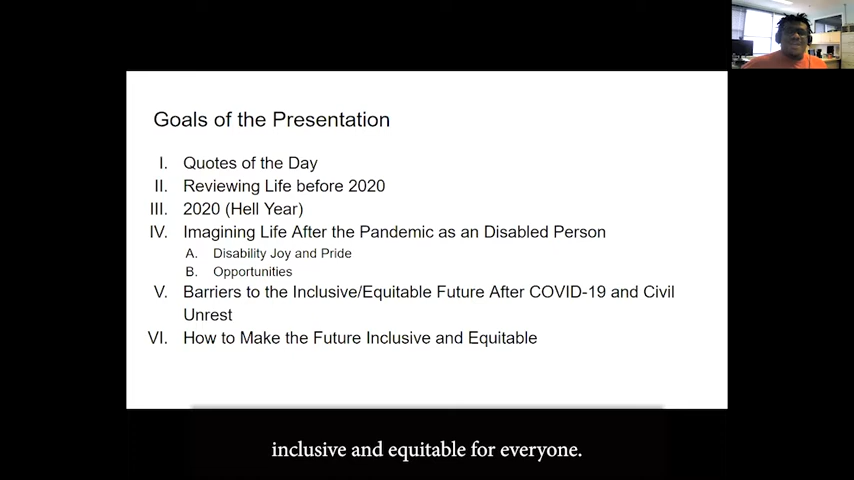 Goals of the Presentation
I. Quotes of the Day
II. Reviewing Life before 2020
III. 2020 (Hell Year)
IV. Imagining Life After the Pandemic as an Disabled Person
A. Disability Joy and Pride
B. Opportunities
V. Barriers to the Inclusive/Equitable Future After COVID-19 and Civil
Unrest
VI. How to Make the Future Inclusive and Equitable
inclusive and equitable for everyone.